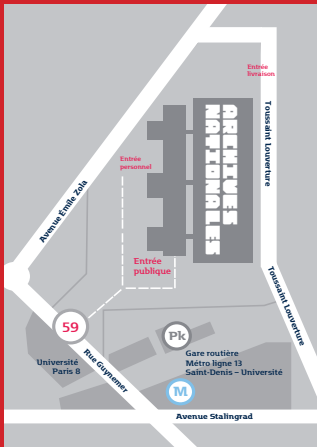 Entrée
livraison
ARCHIVES
NATIONALES
Toussaint Louverture
Entrée
personnel
Avenue Émile Zola
Entrée
publique
Toussaint Louverture
59
Pk
Université
Paris 8
Rue Guynemer
Gare routière
Métro ligne 13
Saint-Denis – Université
M
Avenue Stalingrad